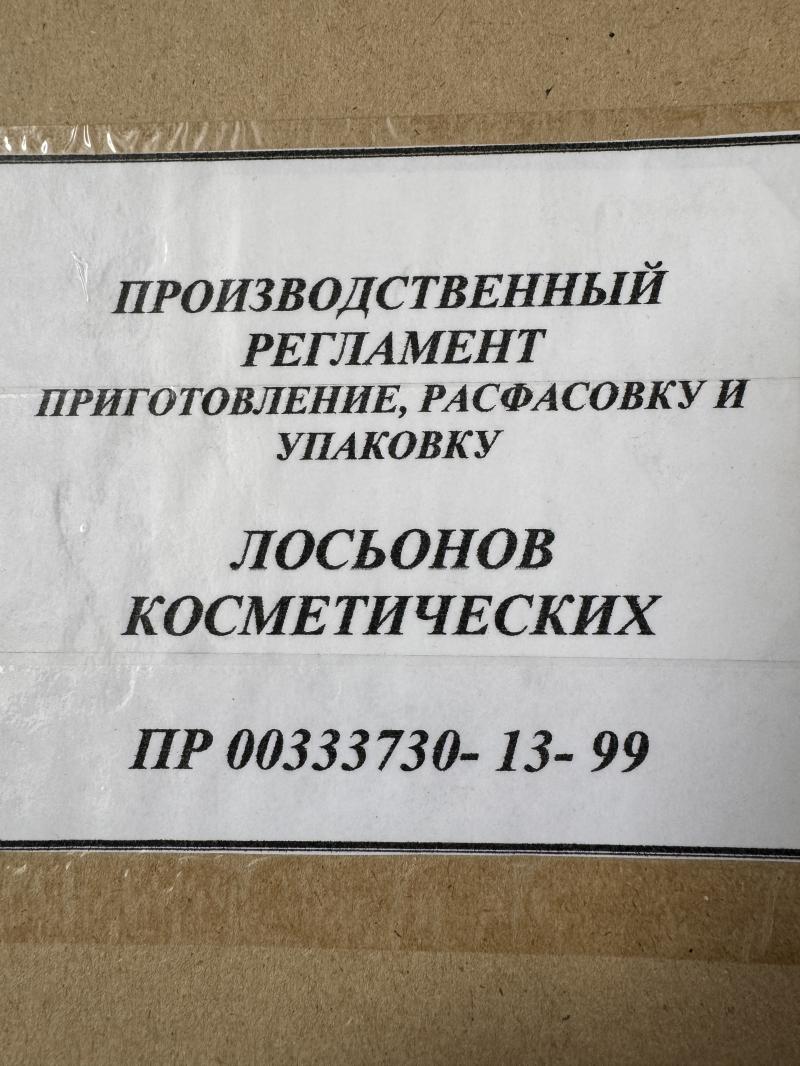 ПРОИЗВОДСТВЕННЫЙ
РЕГЛАМЕНТ
ПРИГОТОВЛЕНИЕ, РАСФАСОВКУ И
УПАКОВКУ
ЛОСЬОНОВ
КОСМЕТИЧЕСКИХ
ПР 00333730- 13- 99